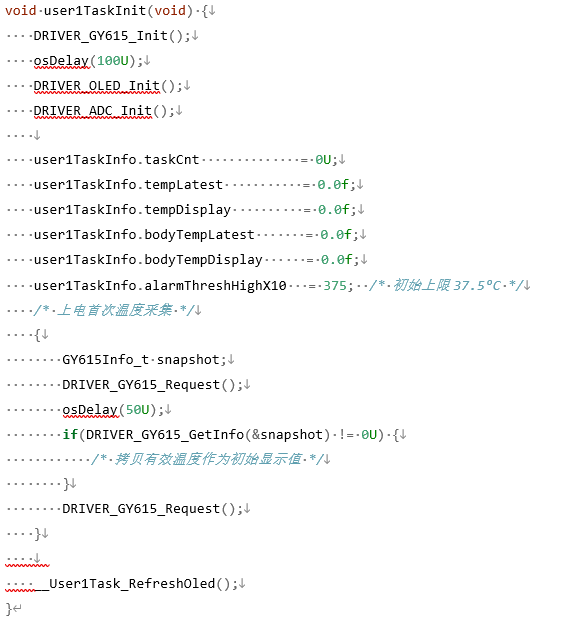 void user1TaskInit(void) {
    DRIVER_GY615_Init();
    osDelay(100U);
    DRIVER_OLED_Init();
    DRIVER_ADC_Init();

    user1TaskInfo.taskCnt              = 0U;
    user1TaskInfo.tempLatest           = 0.0f;
    user1TaskInfo.tempDisplay          = 0.0f;
    user1TaskInfo.bodyTempLatest       = 0.0f;
    user1TaskInfo.bodyTempDisplay      = 0.0f;
    user1TaskInfo.alarmThreshHighX10   = 375;  /* 初始上限 37.5°C */
    /* 上电首次温度采集 */
    {
        GY615Info_t snapshot;
        DRIVER_GY615_Request();
        osDelay(50U);
        if(DRIVER_GY615_GetInfo(&snapshot) != 0U) {
            /* 拷贝有效温度作为初始显示值 */
        }
        DRIVER_GY615_Request();
    }

    __User1Task_RefreshOled();
}